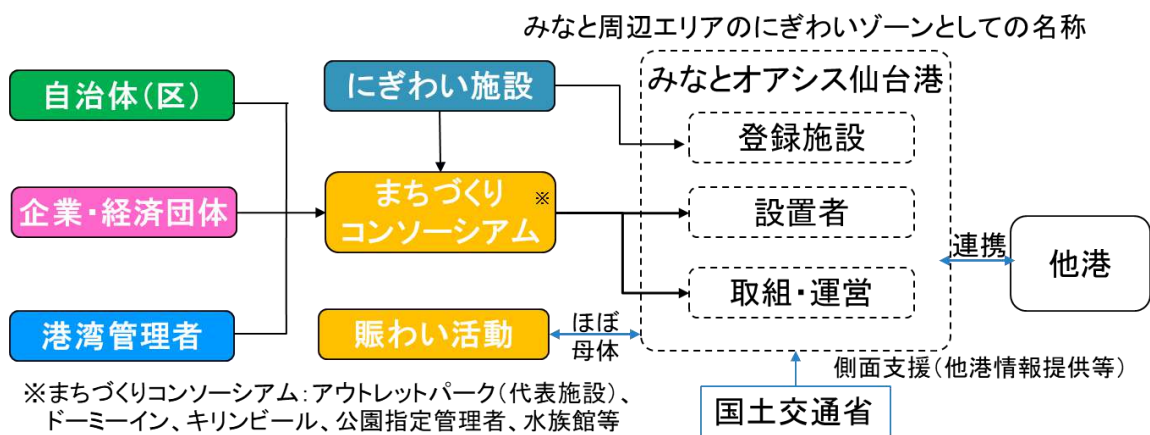 みなと周辺エリアのにぎわいゾーンとしての名称
自治体(区)
にぎわい施設
みなとオアシス仙台港
登録施設
企業・経済団体
まちづくり
コンソーシアム
※
設置者
連携
他港
取組・運営
港湾管理者
賑わい活動
ほぼ
母体
側面支援(他港情報提供等)
国土交通省
※まちづくりコンソーシアム:アウトレットパーク(代表施設)、
ドーミーイン、キリンビール、公園指定管理者、水族館等